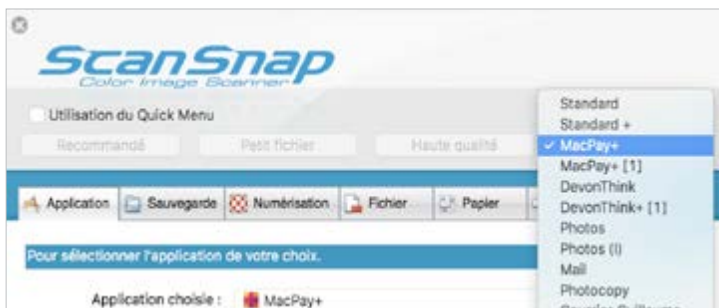 ScanSnap
Color Image Scanner
Utilisation du Quick Menu
Recommandé Petit fichier Haute qualité
Standard
Standard +
MacPay+
MacPay+ [1]
DevonThink
DevonThink+ [1]
Photos
Photos (I)
Mail
Photocopy
Application Sauvegarde Numérisation Fichier Papier
Pour sélectionner l'application de votre choix.
Application choisie : MacPay+